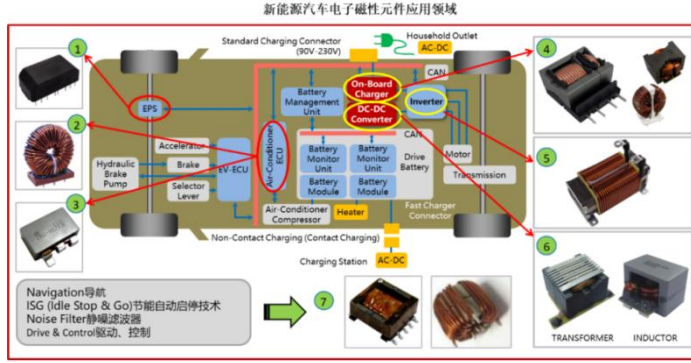 新能源汽车电子磁性元件应用领域
Standard Charging Connector
(90V-230V)
Household Outlet
AC-DC
CAN
1
EPS
Battery
Management
Unit
On-Board
Charger
DC-DC
Converter
Inverter
4
2
Accelerator
Hydraulic
Brake
Pump
Brake
Selector
Lever
EV-ECU
Air-Conditioner
ECU
CAN
Battery
Monitor
Unit
Battery
Monitor
Unit
Battery
Module
Battery
Module
Drive
Battery
Motor
Transmission
5
3
Air-Conditioner
Compressor
Heater
Fast Charger
Connector
Non-Contact Charging (Contact Charging)
Charging Station
AC-DC
6
Navigation导航
ISG (Idle Stop & Go)节能自动启停技术
Noise Filter静噪滤波器
Drive & Control驱动、控制
7
TRANSFORMER
INDUCTOR